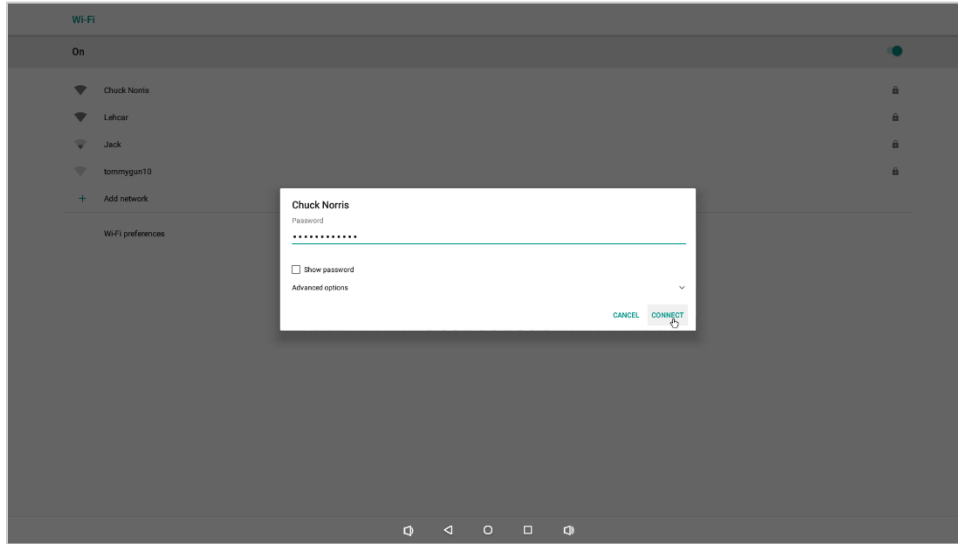 Wi-Fi
On
Chuck Norris
Lehcar
Jack
tommygun10
Add network
Wi-Fi preferences
Chuck Norris
Password
••••••••••••
Show password
Advanced options
CANCEL CONNECT